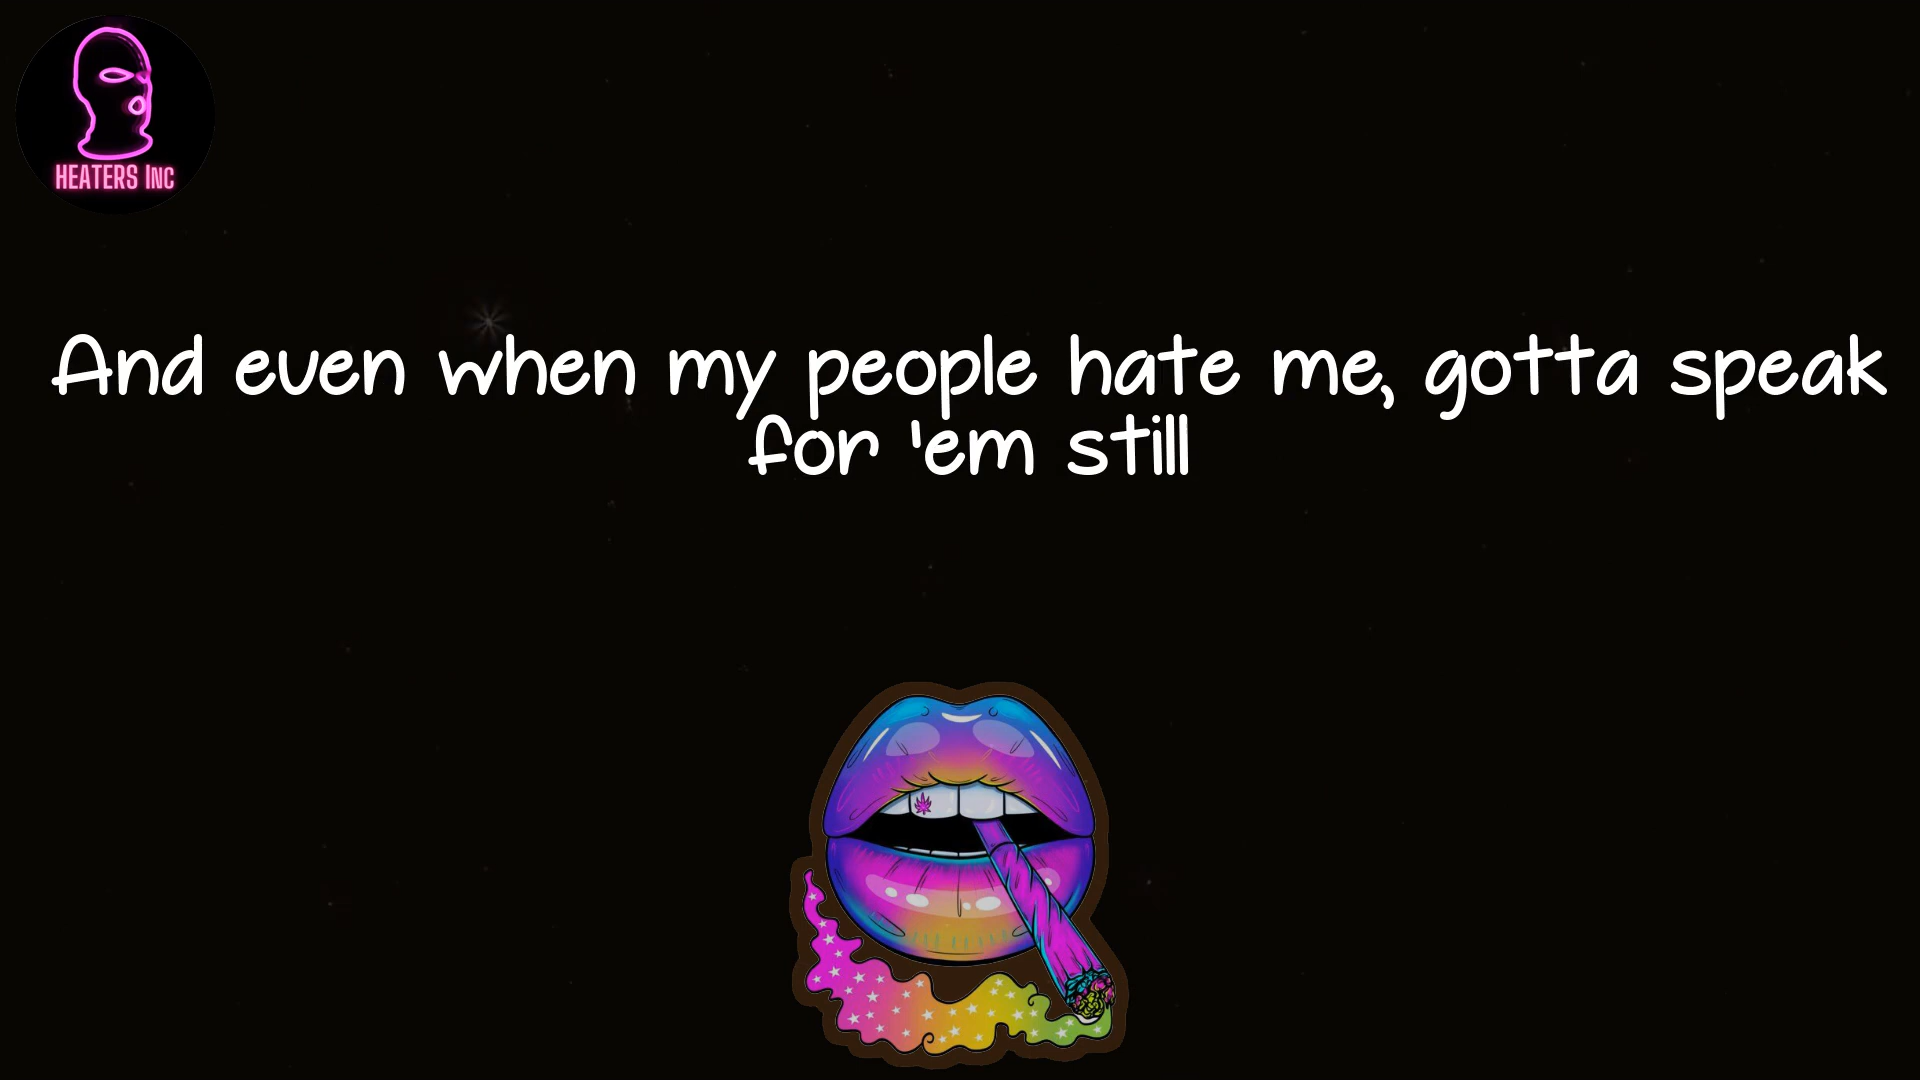 HEATERS INC
And even when my people hate me, gotta speak
for 'em still